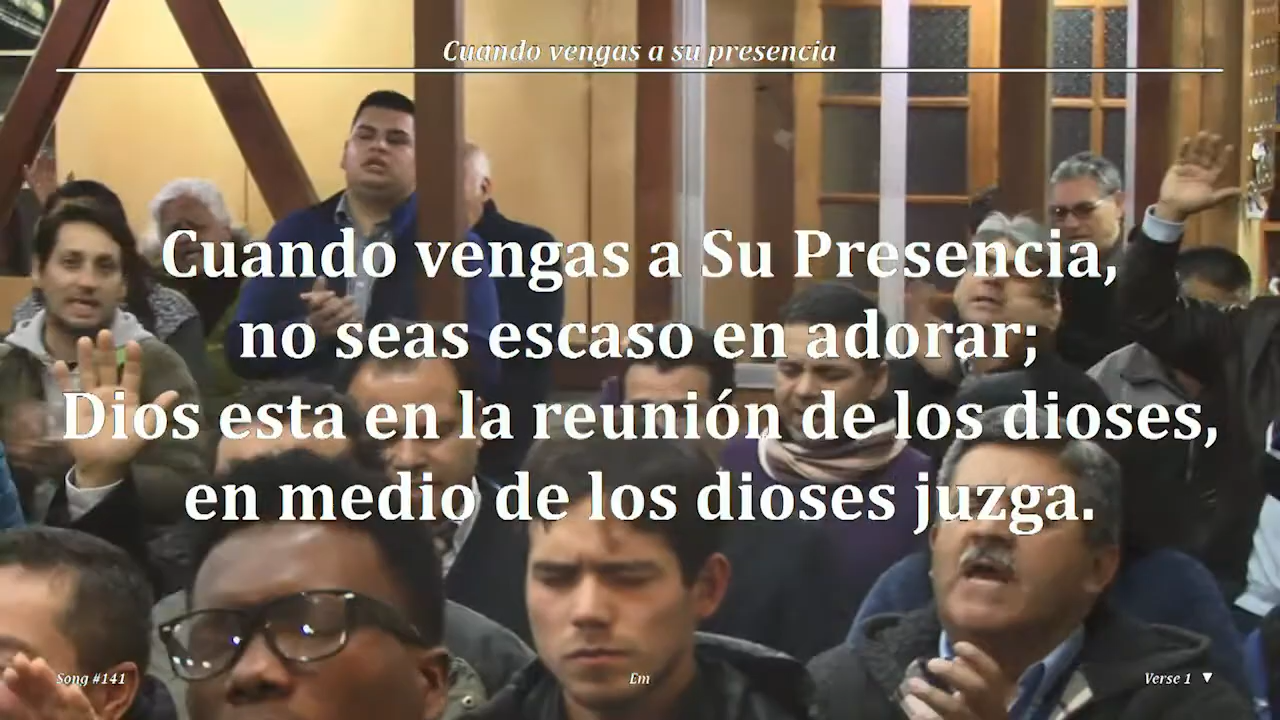 Cuando vengas a su presencia
Cuando vengas a Su Presencia,
no seas escaso en adorar;
Dios esta en la reunión de los dioses,
en medio de los dioses juzga.
Song #141
Em
Verse 1 ▼